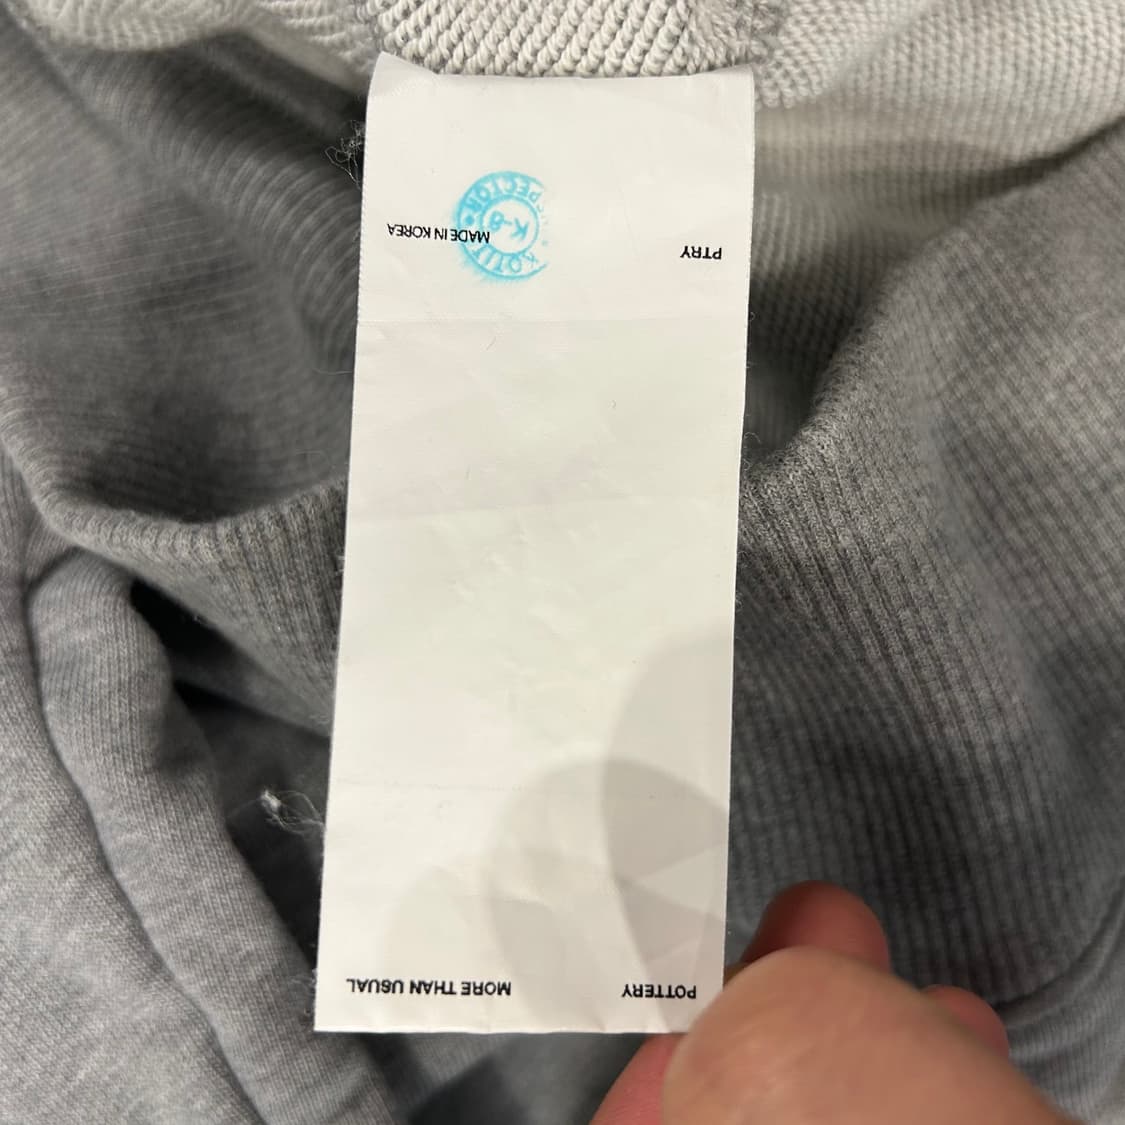 POTTERY MORE THAN USUAL
PTRY MADE IN KOREA
K-8